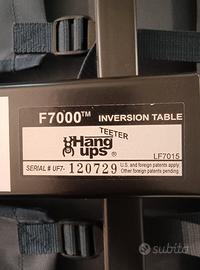 F7000™ INVERSION TABLE
TEETER
Hang ups®
LF7015
SERIAL # UF7- 120729
U.S. and foreign patents apply
Other foreign patents pending
subito